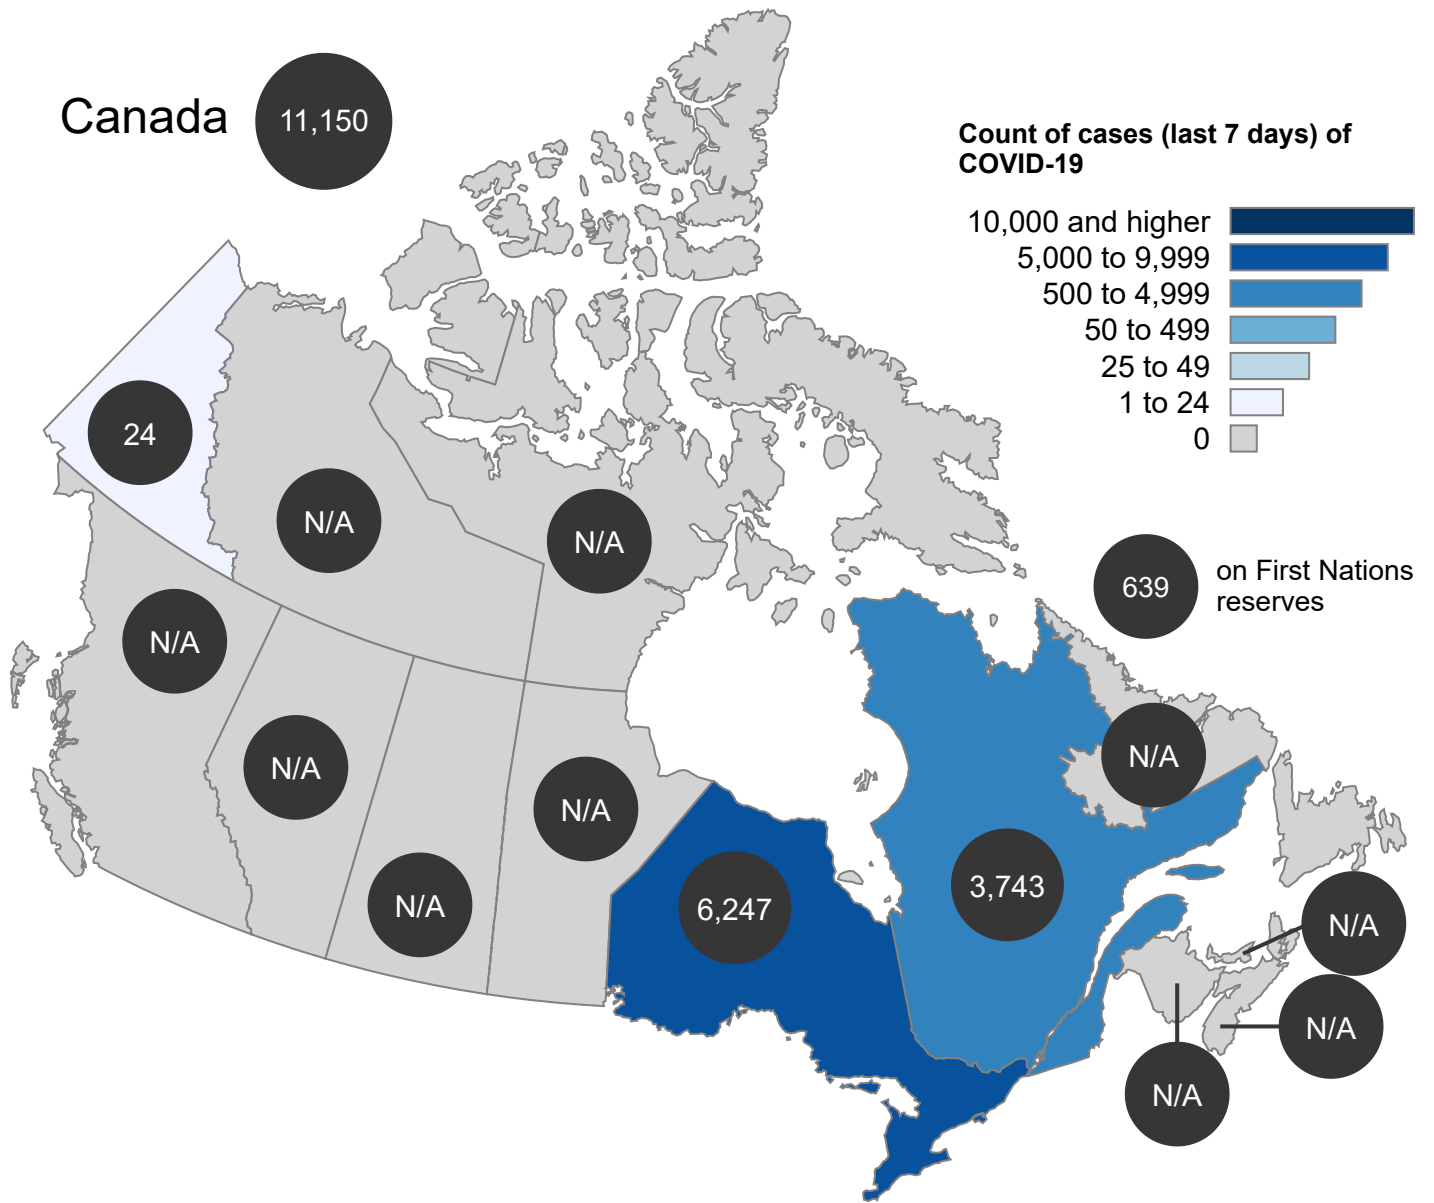 Canada
11,150
Count of cases (last 7 days) of
COVID-19
10,000 and higher
5,000 to 9,999
500 to 4,999
50 to 499
25 to 49
1 to 24
0
24
N/A
N/A
639
on First Nations
reserves
N/A
N/A
N/A
N/A
N/A
6,247
3,743
N/A
N/A
N/A
N/A